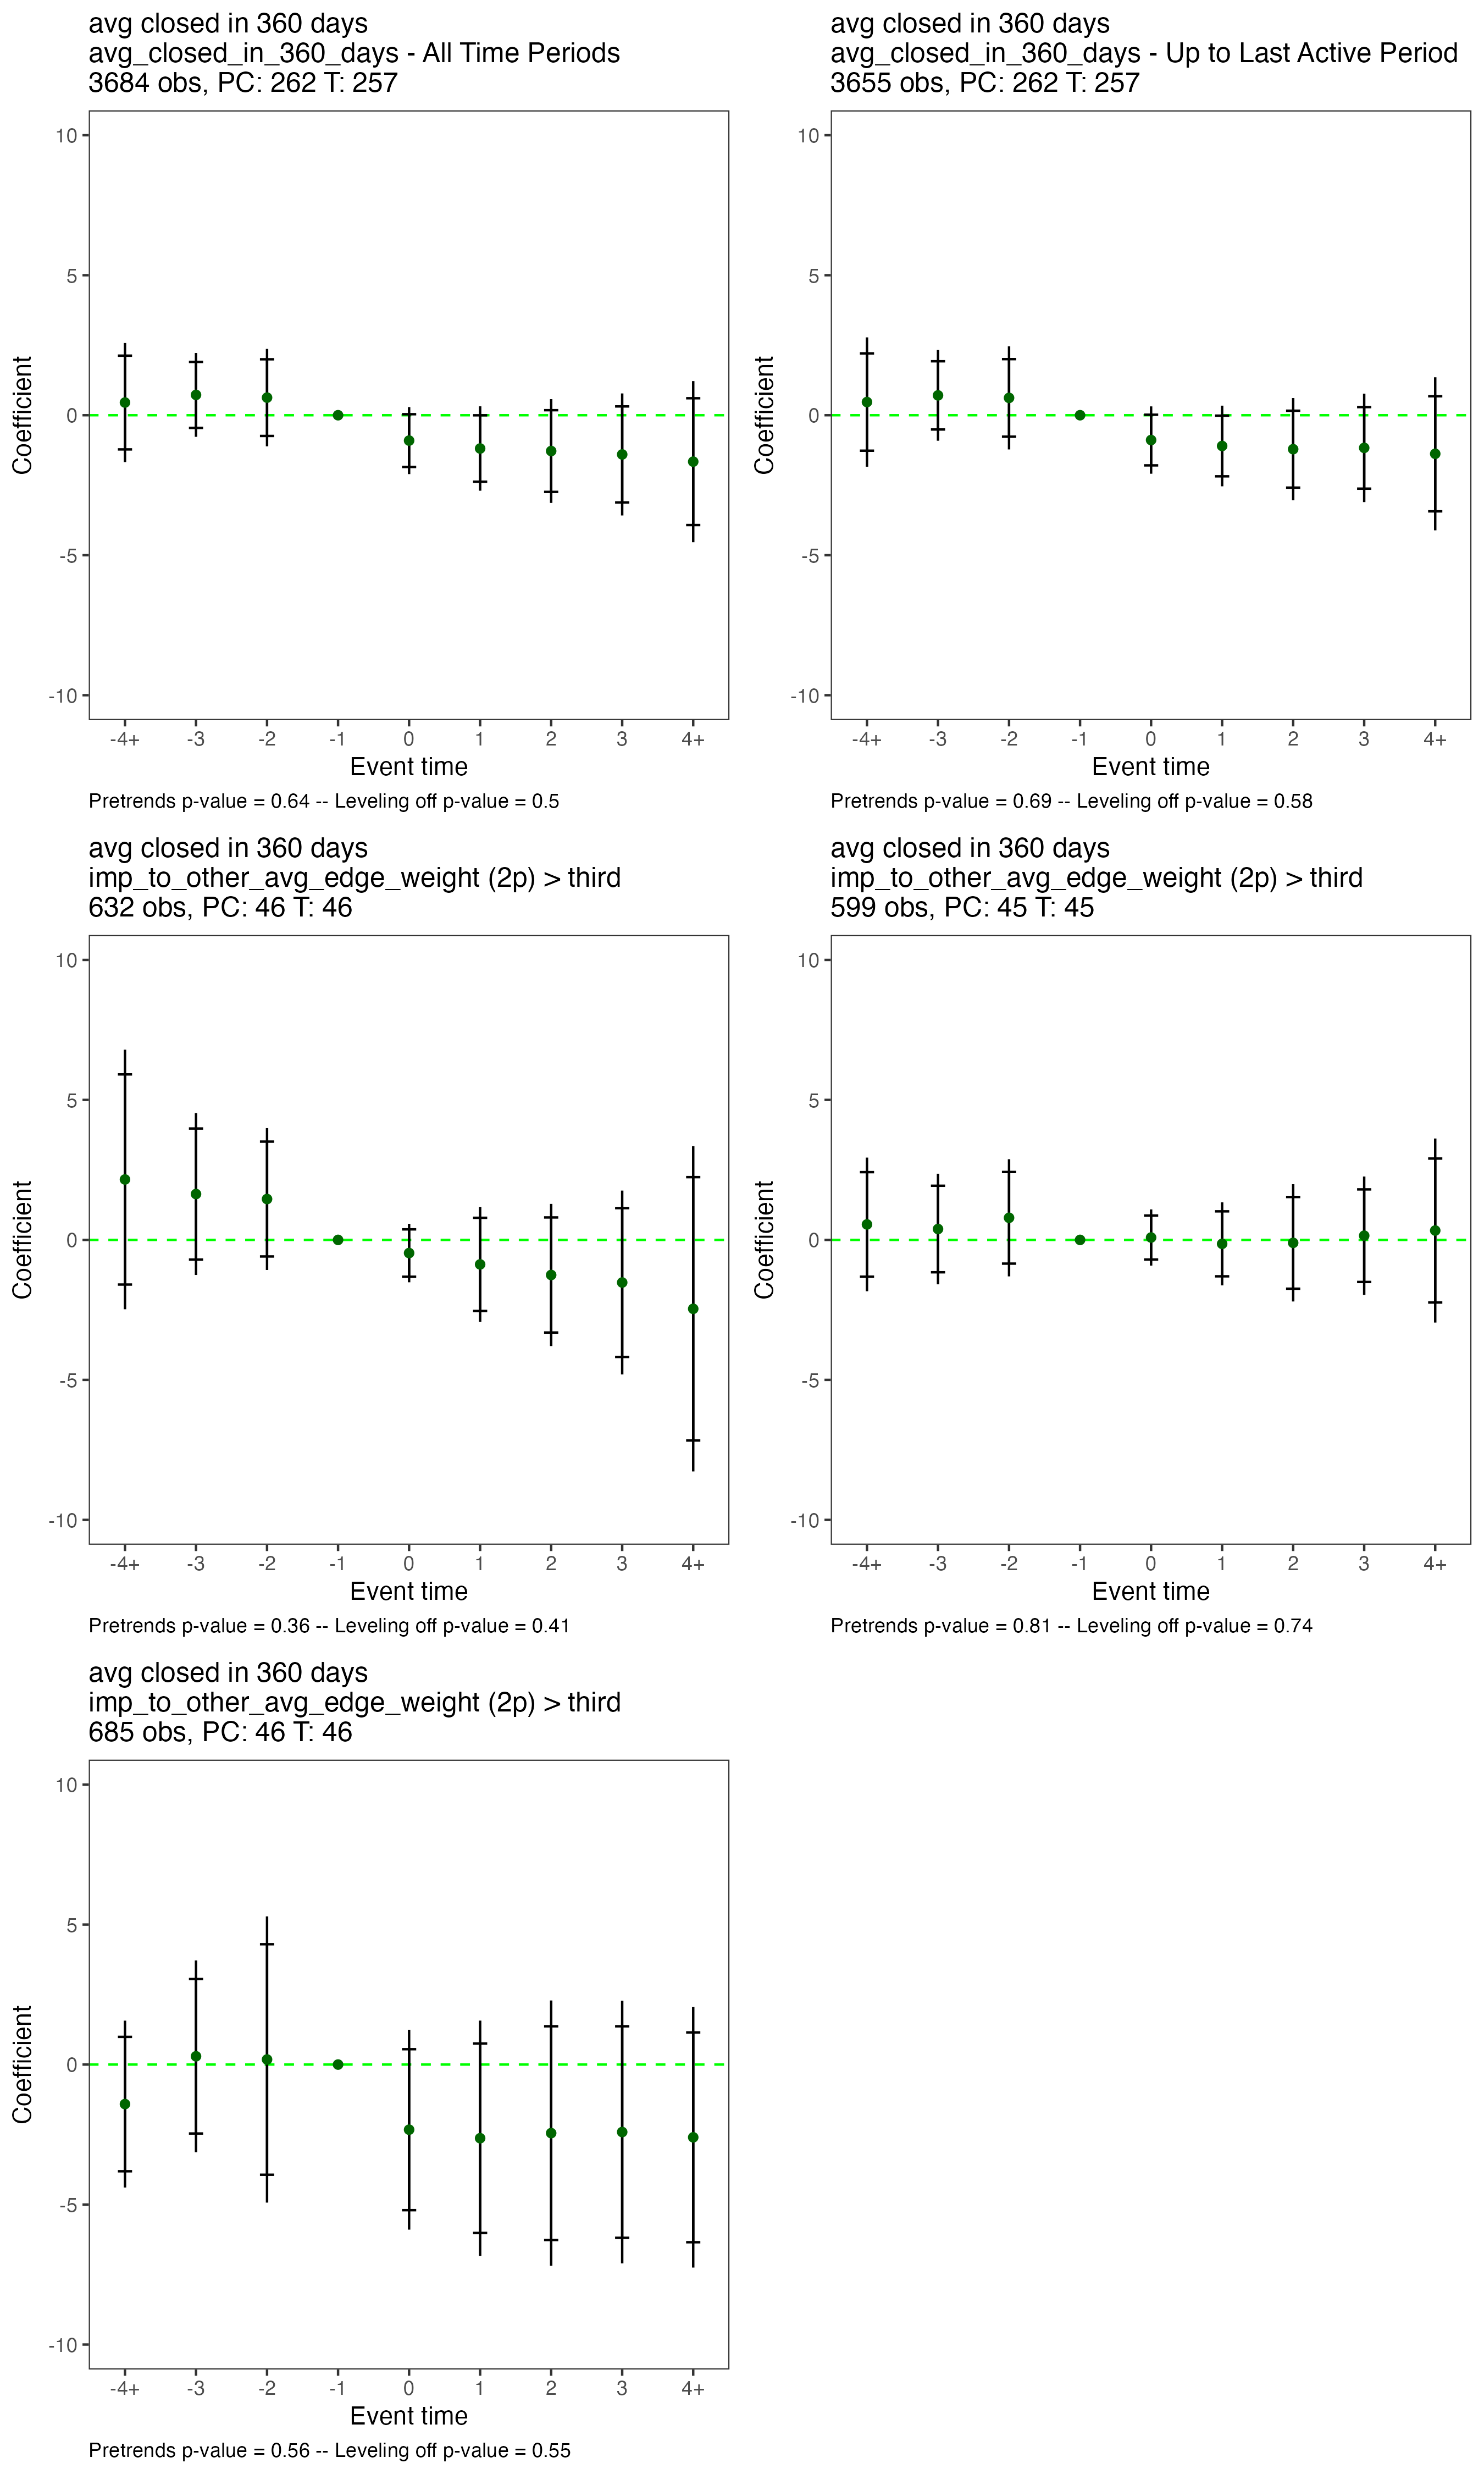 avg closed in 360 days
avg_closed_in_360_days - All Time Periods
3684 obs, PC: 262 T: 257
10
5
0
-5
-10
Coefficient
-4+ -3 -2 -1 0 1 2 3 4+
Event time
Pretrends p-value = 0.64 -- Leveling off p-value = 0.5
avg closed in 360 days
avg_closed_in_360_days - Up to Last Active Period
3655 obs, PC: 262 T: 257
10
5
0
-5
-10
Coefficient
-4+ -3 -2 -1 0 1 2 3 4+
Event time
Pretrends p-value = 0.69 -- Leveling off p-value = 0.58
avg closed in 360 days
imp_to_other_avg_edge_weight (2p) > third
632 obs, PC: 46 T: 46
10
5
0
-5
-10
Coefficient
-4+ -3 -2 -1 0 1 2 3 4+
Event time
Pretrends p-value = 0.36 -- Leveling off p-value = 0.41
avg closed in 360 days
imp_to_other_avg_edge_weight (2p) > third
599 obs, PC: 45 T: 45
10
5
0
-5
-10
Coefficient
-4+ -3 -2 -1 0 1 2 3 4+
Event time
Pretrends p-value = 0.81 -- Leveling off p-value = 0.74
avg closed in 360 days
imp_to_other_avg_edge_weight (2p) > third
685 obs, PC: 46 T: 46
10
5
0
-5
-10
Coefficient
-4+ -3 -2 -1 0 1 2 3 4+
Event time
Pretrends p-value = 0.56 -- Leveling off p-value = 0.55